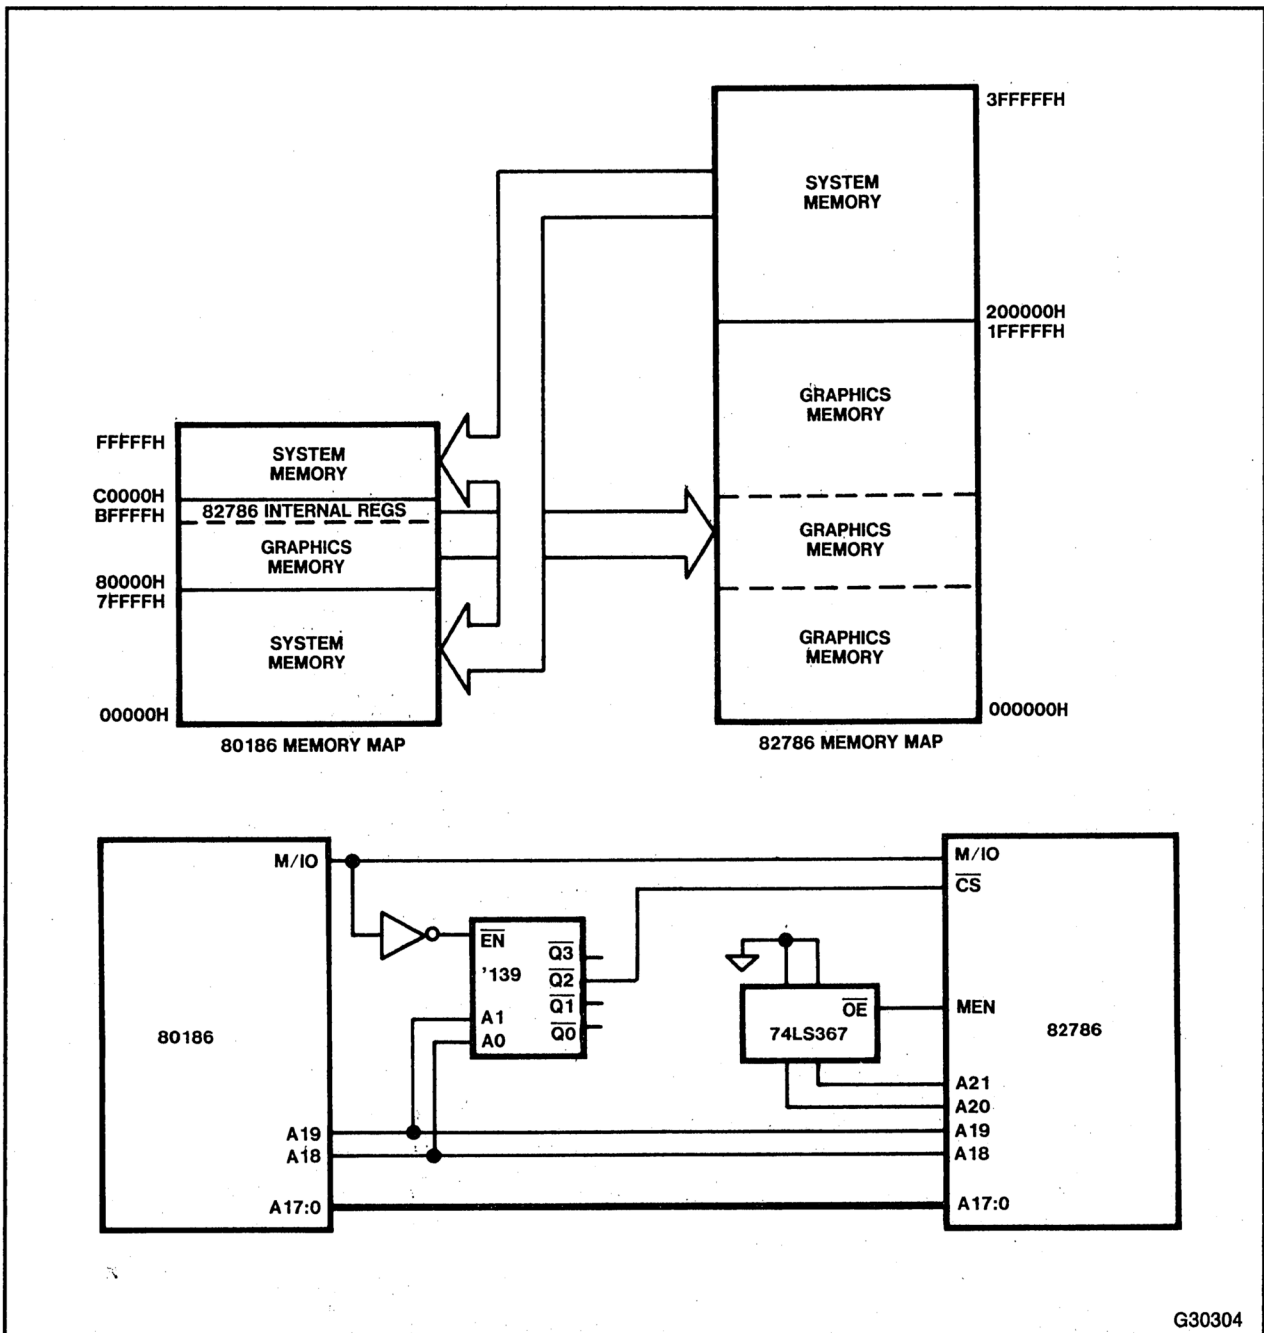 3FFFFFH
SYSTEM
MEMORY
200000H
1FFFFFH
GRAPHICS
MEMORY
GRAPHICS
MEMORY
GRAPHICS
MEMORY
000000H
82786 MEMORY MAP
FFFFFH
SYSTEM
MEMORY
C0000H
BFFFFH
82786 INTERNAL REGS
GRAPHICS
MEMORY
80000H
7FFFFH
SYSTEM
MEMORY
00000H
80186 MEMORY MAP
80186
M/IO
A19
A18
A17:0
EN
'139
A1
A0
Q3
Q2
Q1
Q0
OE
74LS367
M/IO
CS
MEN
82786
A21
A20
A19
A18
A17:0
G30304